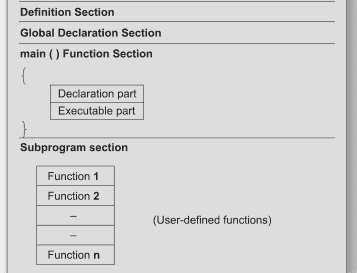 Definition Section
Global Declaration Section
main ( ) Function Section
{
Declaration part
Executable part
}
Subprogram section
Function 1
Function 2
–
–
(User-defined functions)
Function n